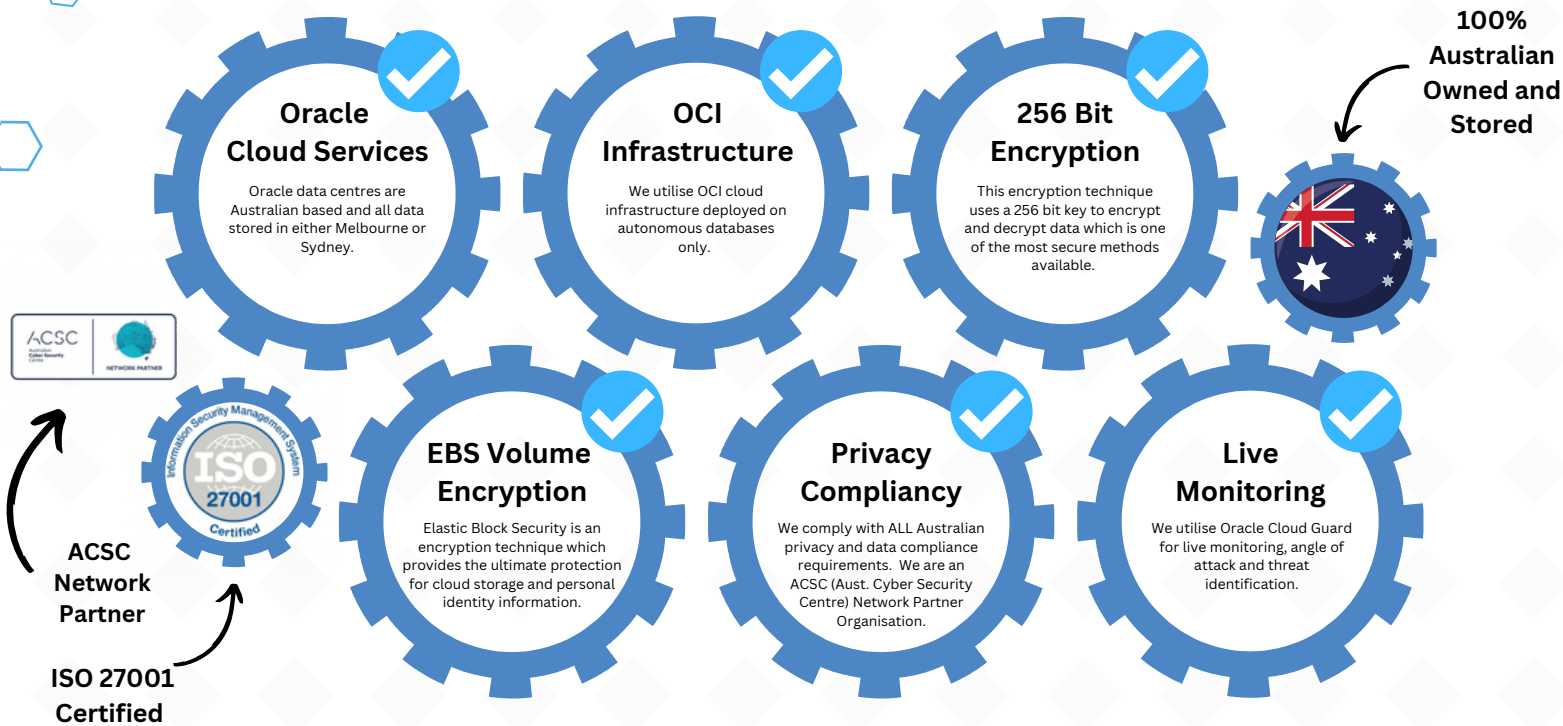 100%
Australian
Owned and
Stored
Oracle
Cloud Services
Oracle data centres are
Australian based and all data
stored in either Melbourne or
Sydney.
OCI
Infrastructure
We utilise OCI cloud
infrastructure deployed on
autonomous databases
only.
256 Bit
Encryption
This encryption technique
uses a 256 bit key to encrypt
and decrypt data which is one
of the most secure methods
available.
ACSC
Australian
Cyber Security
Centre
NETWORK PARTNER
Information Security Management System
ISO
27001
Certified
EBS Volume
Encryption
Elastic Block Security is an
encryption technique which
provides the ultimate protection
for cloud storage and personal
identity information.
Privacy
Compliancy
We comply with ALL Australian
privacy and data compliance
requirements.  We are an
ACSC (Aust. Cyber Security
Centre) Network Partner
Organisation.
Live
Monitoring
We utilise Oracle Cloud Guard
for live monitoring, angle of
attack and threat
identification.
ACSC
Network
Partner
ISO 27001
Certified